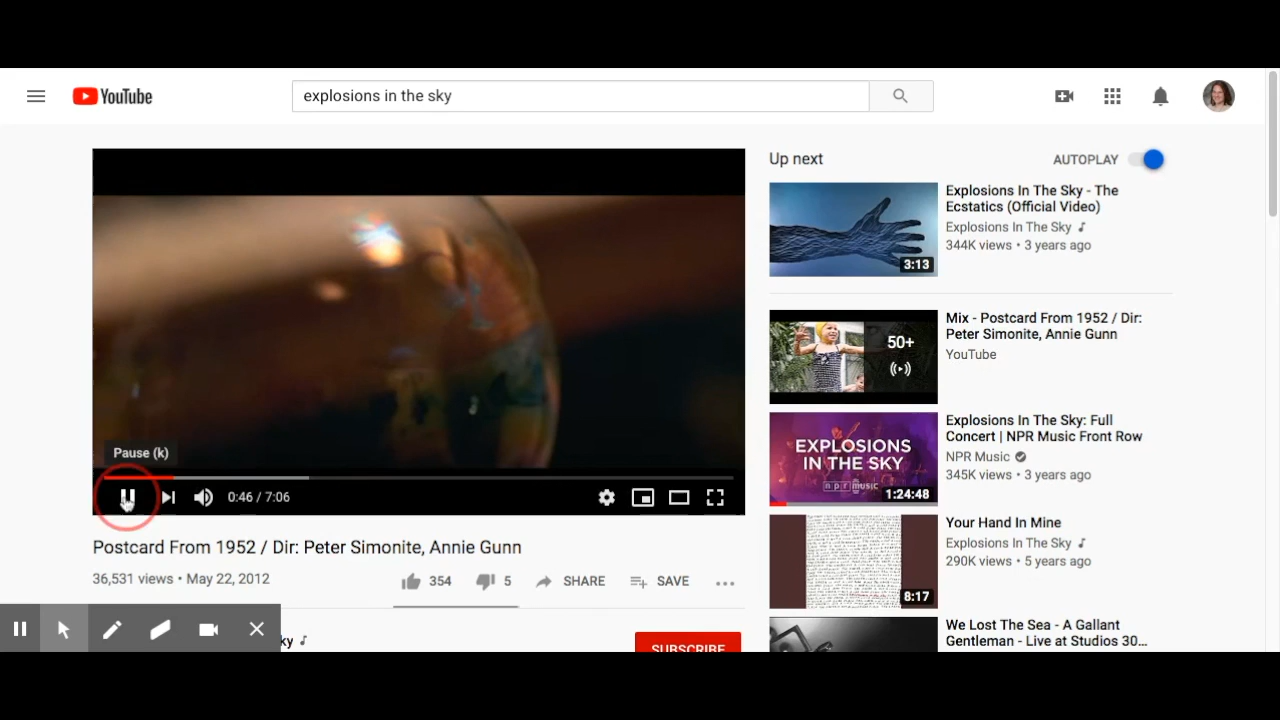 YouTube
explosions in the sky
Up next
AUTOPLAY
Explosions In The Sky - The
Ecstatics (Official Video)
Explosions In The Sky
344K views • 3 years ago
3:13
Mix - Postcard From 1952 / Dir:
Peter Simonite, Annie Gunn
YouTube
50+
EXPLOSIONS
IN THE SKY
npr music
1:24:48
Explosions In The Sky: Full
Concert | NPR Music Front Row
NPR Music
345K views • 3 years ago
Your Hand In Mine
Explosions In The Sky
290K views • 5 years ago
8:17
We Lost The Sea - A Gallant
Gentleman - Live at Studios 30...
Pause (k)
0:46 / 7:06
Postcard From 1952 / Dir: Peter Simonite, Annie Gunn
36,531 views • May 22, 2012
354
5
SHARE
SAVE
ky
SUBSCRIBE